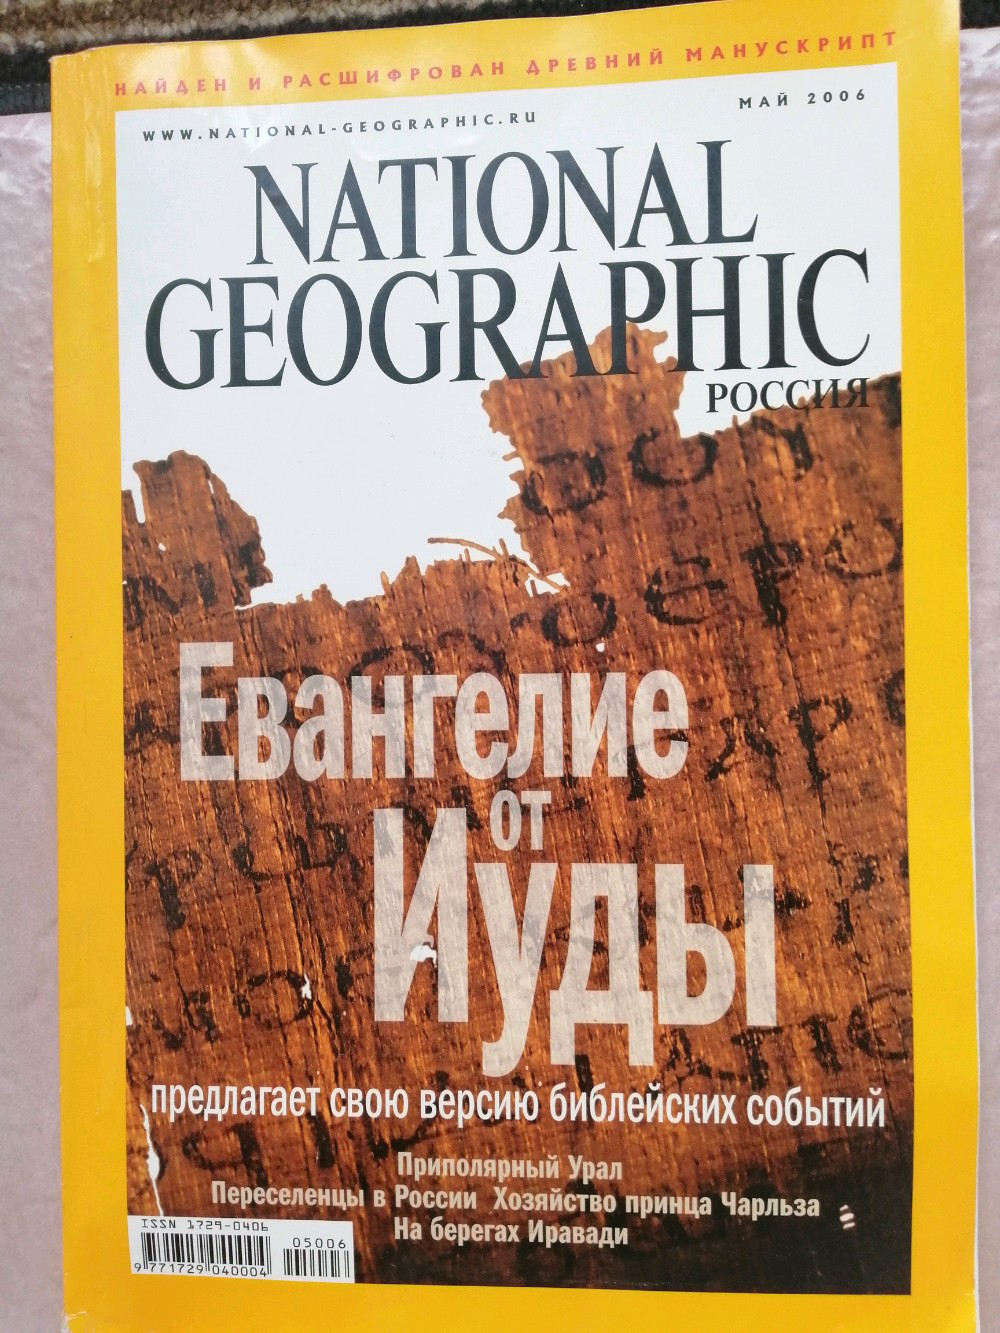 НАЙДЕН И РАСШИФРОВАН ДРЕВНИЙ МАНУСКРИПТ
WWW.NATIONAL-GEOGRAPHIC.RU
МАЙ 2006
NATIONAL
GEOGRAPHIC
РОССИЯ
Евангелие
от
Иуды
предлагает свою версию библейских событий
Приполярный Урал
Переселенцы в России Хозяйство принца Чарльза
На берегах Иравади
ISSN 1729-0406
05006
9 771729 040004